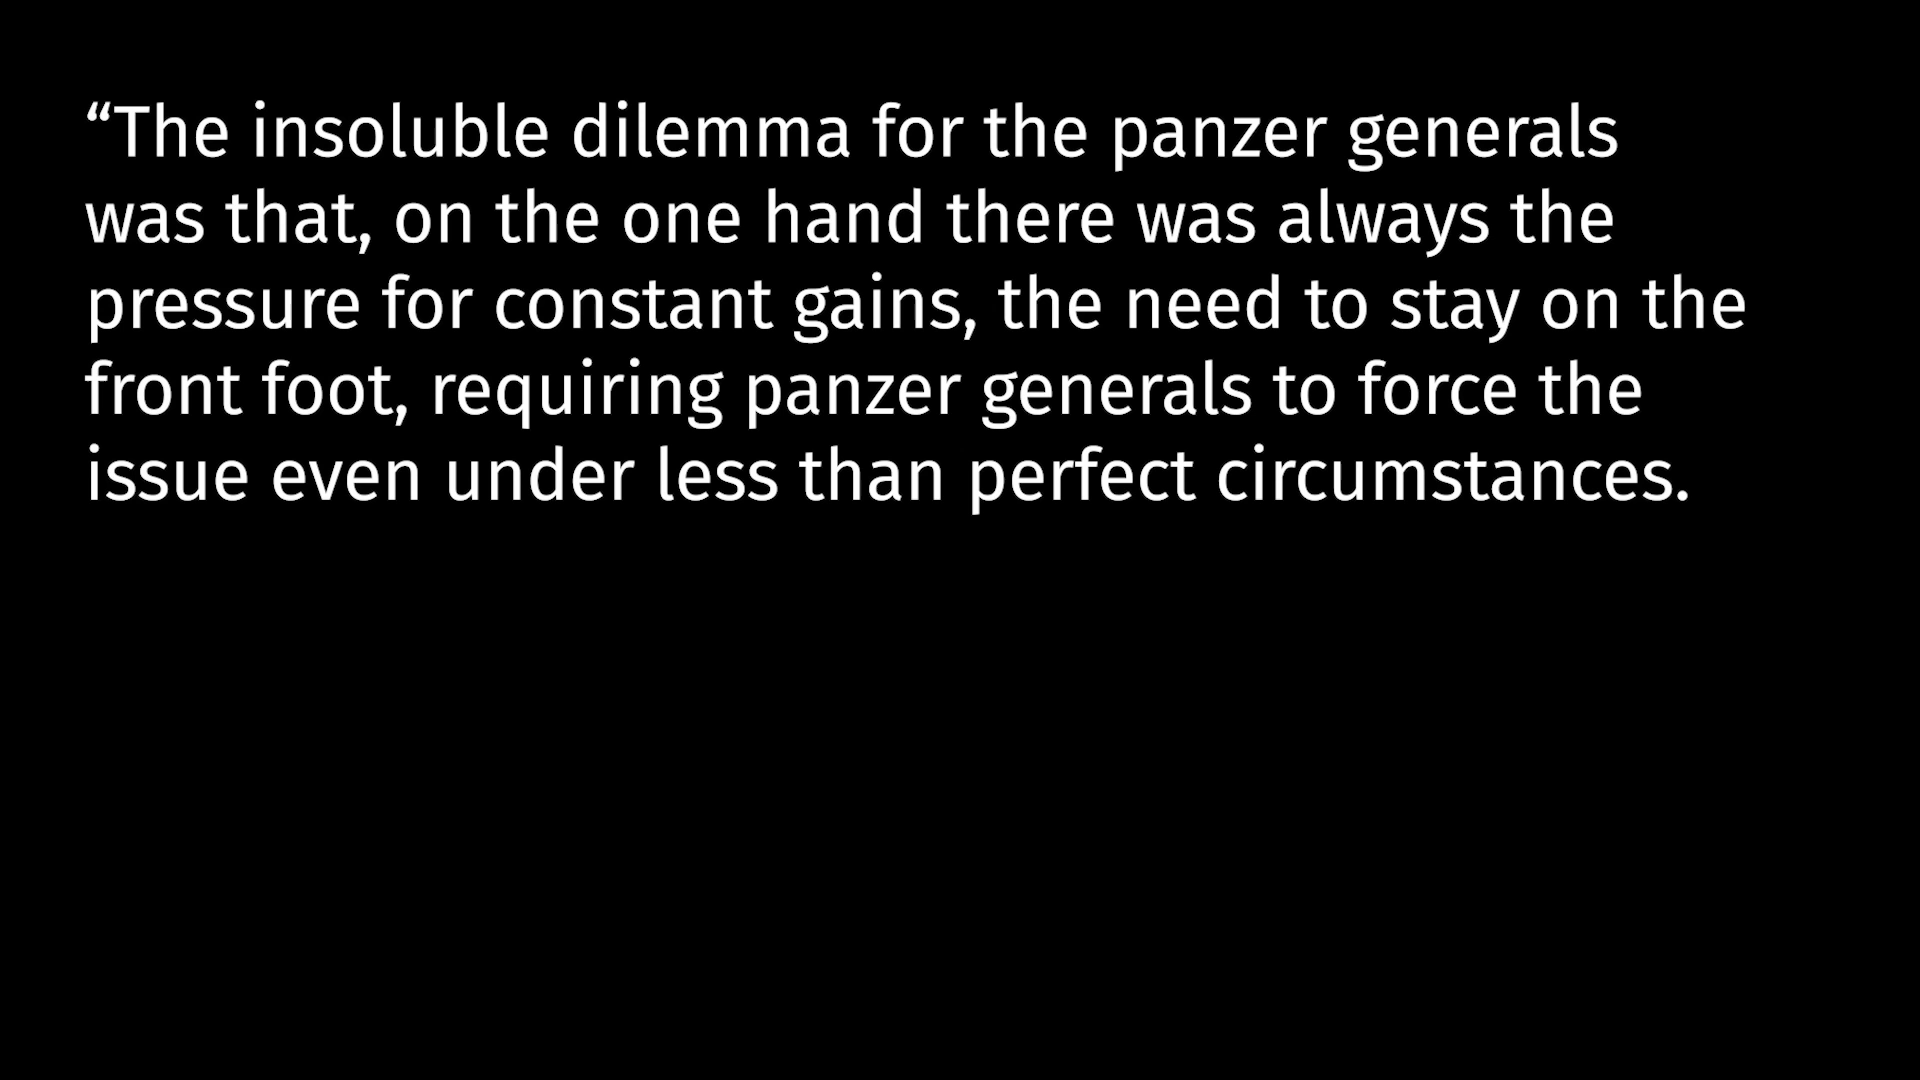 “The insoluble dilemma for the panzer generals
was that, on the one hand there was always the
pressure for constant gains, the need to stay on the
front foot, requiring panzer generals to force the
issue even under less than perfect circumstances.